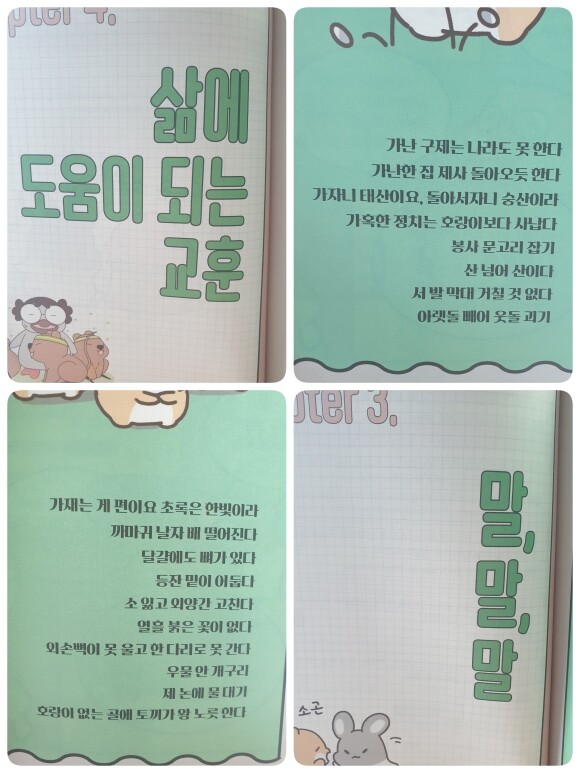 Chapter 4.
삶에
도움이 되는
교훈
가난 구제는 나라도 못 한다
가난한 집 제사 돌아오듯 한다
가자니 태산이요, 돌아서자니 숭산이라
가혹한 정치는 호랑이보다 사납다
봉사 문고리 잡기
산 넘어 산이다
서 발 막대 거칠 것 없다
아랫돌 빼어 윗돌 괴기
가재는 게 편이요 초록은 한빛이라
까마귀 날자 배 떨어진다
달걀에도 뼈가 있다
등잔 밑이 어둡다
소 잃고 외양간 고친다
열흘 붉은 꽃이 없다
외손뼉이 못 울고 한 다리로 못 간다
우물 안 개구리
제 논에 물 대기
호랑이 없는 골에 토끼가 왕 노릇 한다
pter 3.
말,
말,
말
소곤